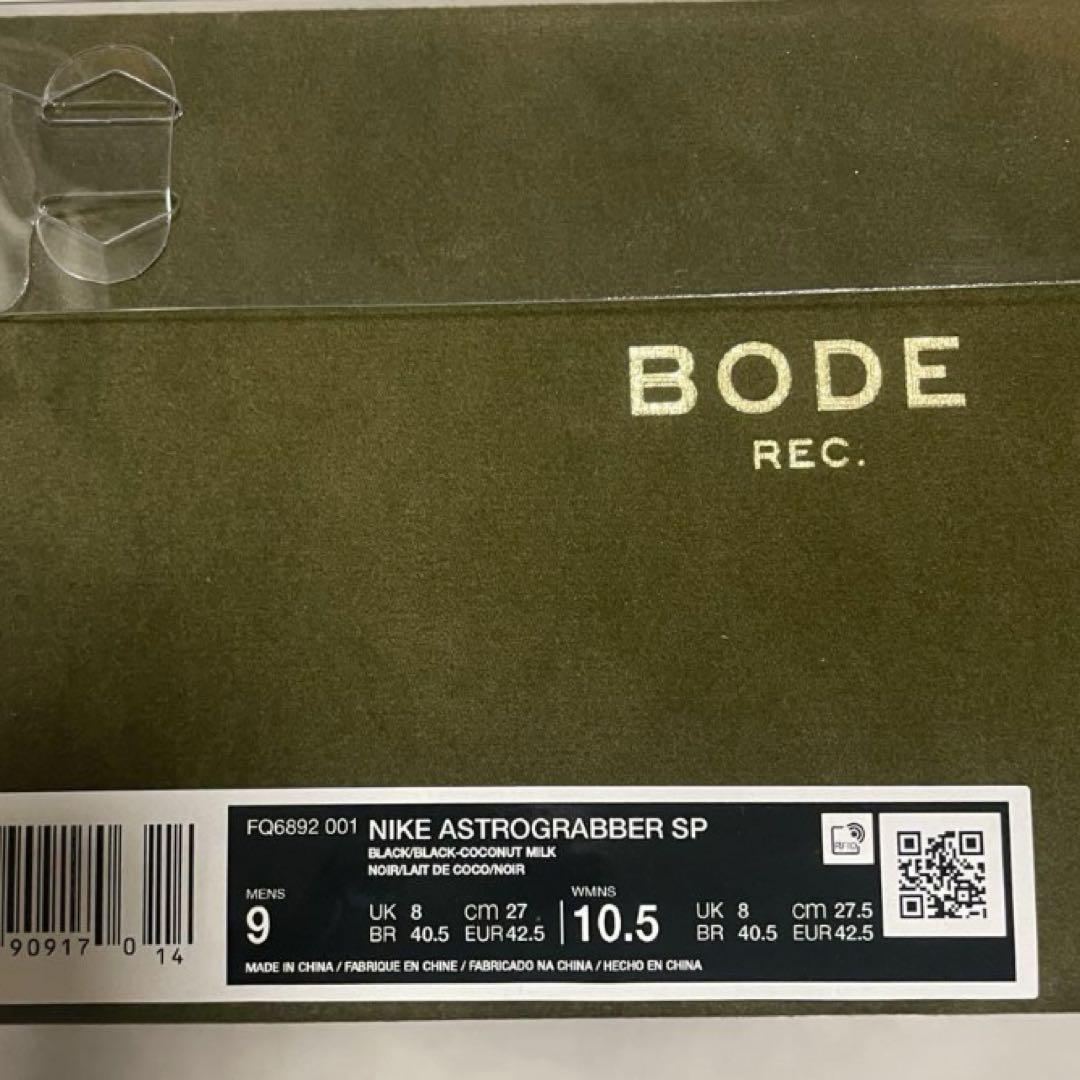 BODE
REC.
FQ6892 001 NIKE ASTROGRABBER SP
BLACK/BLACK-COCONUT MILK
NOIR/LAIT DE COCO/NOIR
RFID
MENS
9
UK 8 cm 27
BR 40.5 EUR 42.5
WMNS
10.5
UK 8 cm 27.5
BR 40.5 EUR 42.5
MADE IN CHINA / FABRIQUE EN CHINE / FABRICADO NA CHINA / HECHO EN CHINA
90917 0 14